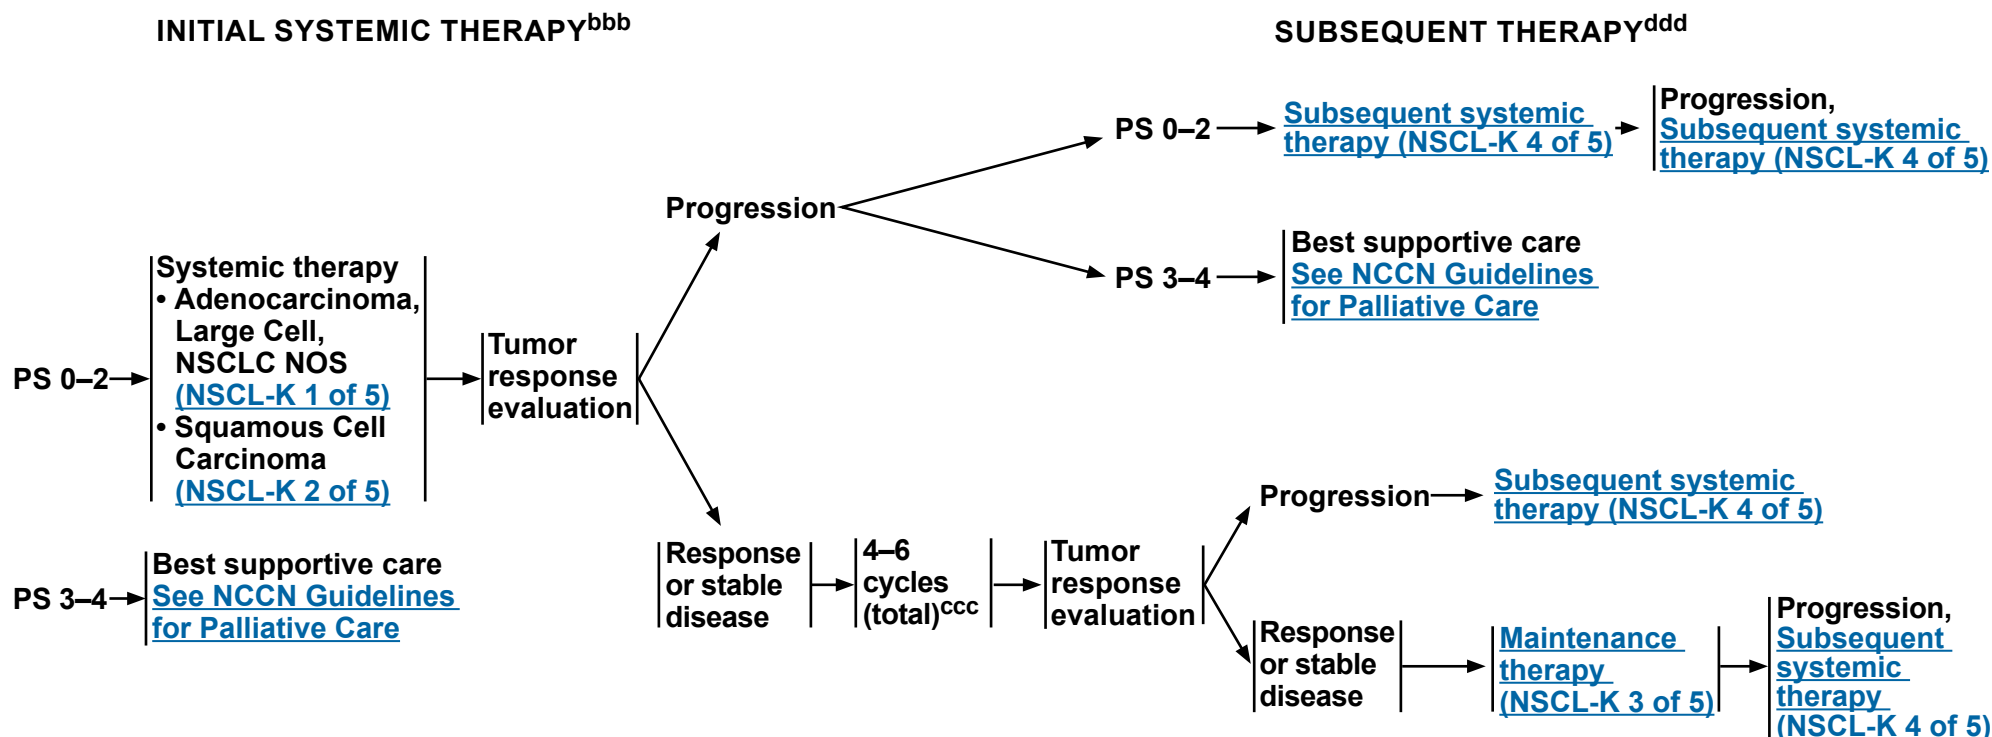 INITIAL SYSTEMIC THERAPYbbb
SUBSEQUENT THERAPYddd
PS 0–2
Systemic therapy
• Adenocarcinoma,
Large Cell,
NSCLC NOS
(NSCL-K 1 of 5)
• Squamous Cell
Carcinoma
(NSCL-K 2 of 5)
PS 3–4
Best supportive care
See NCCN Guidelines
for Palliative Care
Tumor
response
evaluation
Progression
PS 0–2
Subsequent systemic
therapy (NSCL-K 4 of 5)
Progression,
Subsequent systemic
therapy (NSCL-K 4 of 5)
PS 3–4
Best supportive care
See NCCN Guidelines
for Palliative Care
Response
or stable
disease
4–6
cycles
(total)ccc
Tumor
response
evaluation
Progression
Subsequent systemic
therapy (NSCL-K 4 of 5)
Response
or stable
disease
Maintenance
therapy
(NSCL-K 3 of 5)
Progression,
Subsequent
systemic
therapy
(NSCL-K 4 of 5)